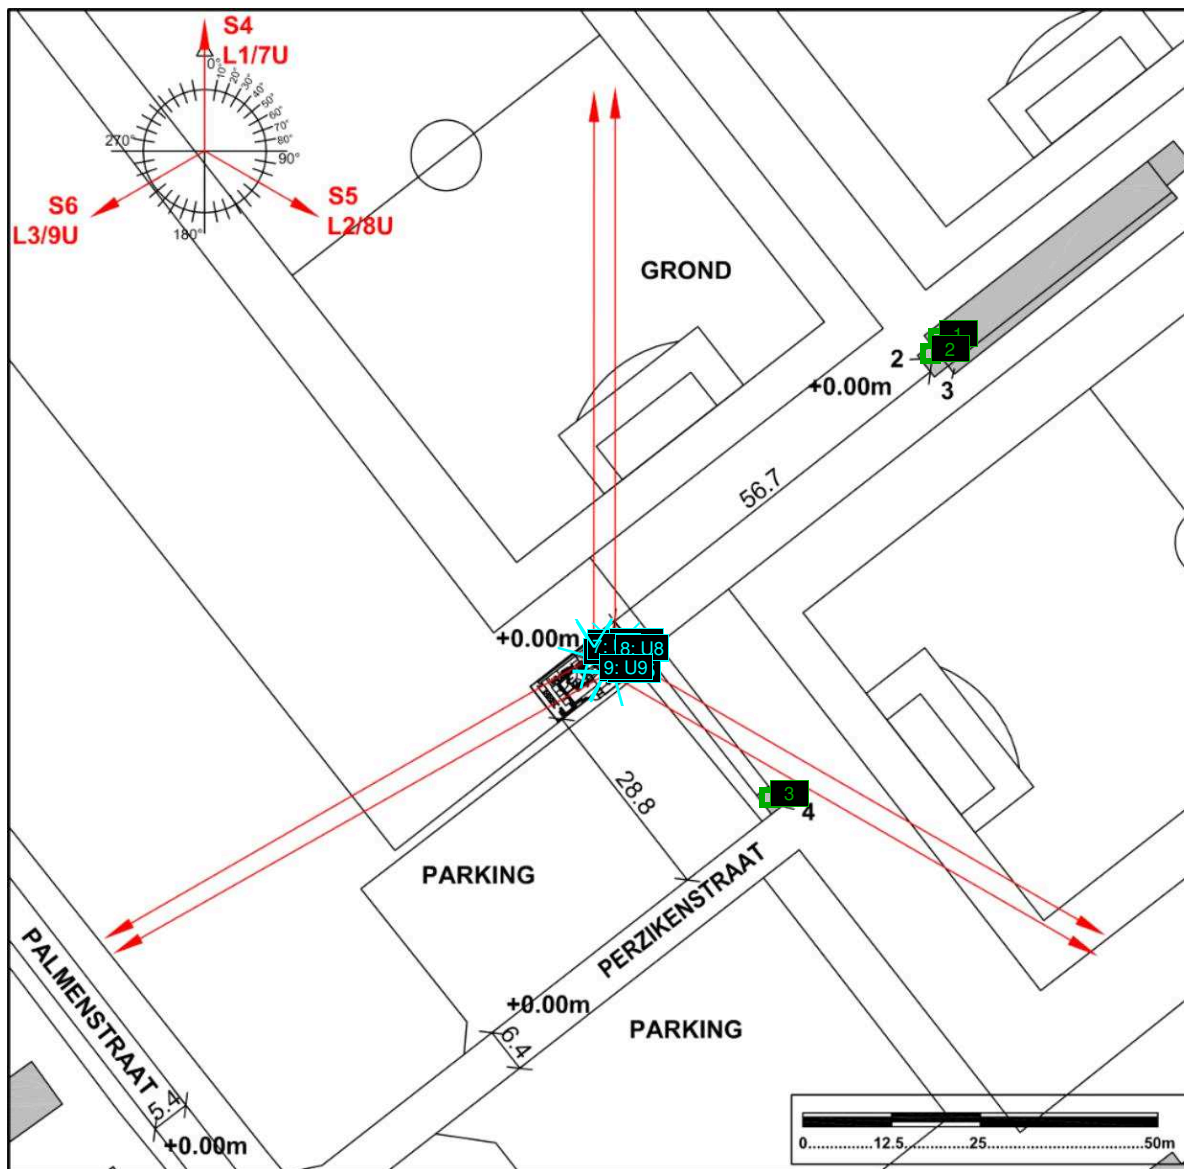 S4
L1/7U
0°
10°
20°
30°
40°
50°
60°
70°
80°
90°
270°
180°
S6
L3/9U
S5
L2/8U
GROND
1
2
2
3
+0.00m
56.7
+0.00m
8: U8
9: U9
28.8
3
4
PARKING
PERZIKENSTRAAT
PALMENSTRAAT
+0.00m
6.4
PARKING
5.4
+0.00m
0.............12.5............25.............................50m